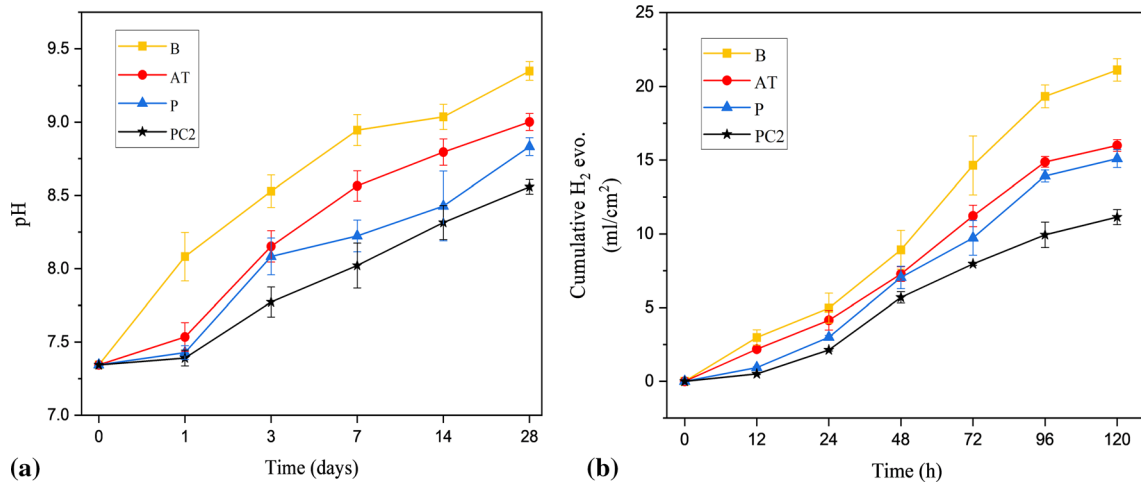 9.5
9.0
8.5
8.0
7.5
7.0
pH
B
AT
P
PC2
0 1 3 7 14 28
Time (days)
(a)
25
20
15
10
5
0
Cumulative H₂ evo.
(ml/cm²)
B
AT
P
PC2
0 12 24 48 72 96 120
Time (h)
(b)